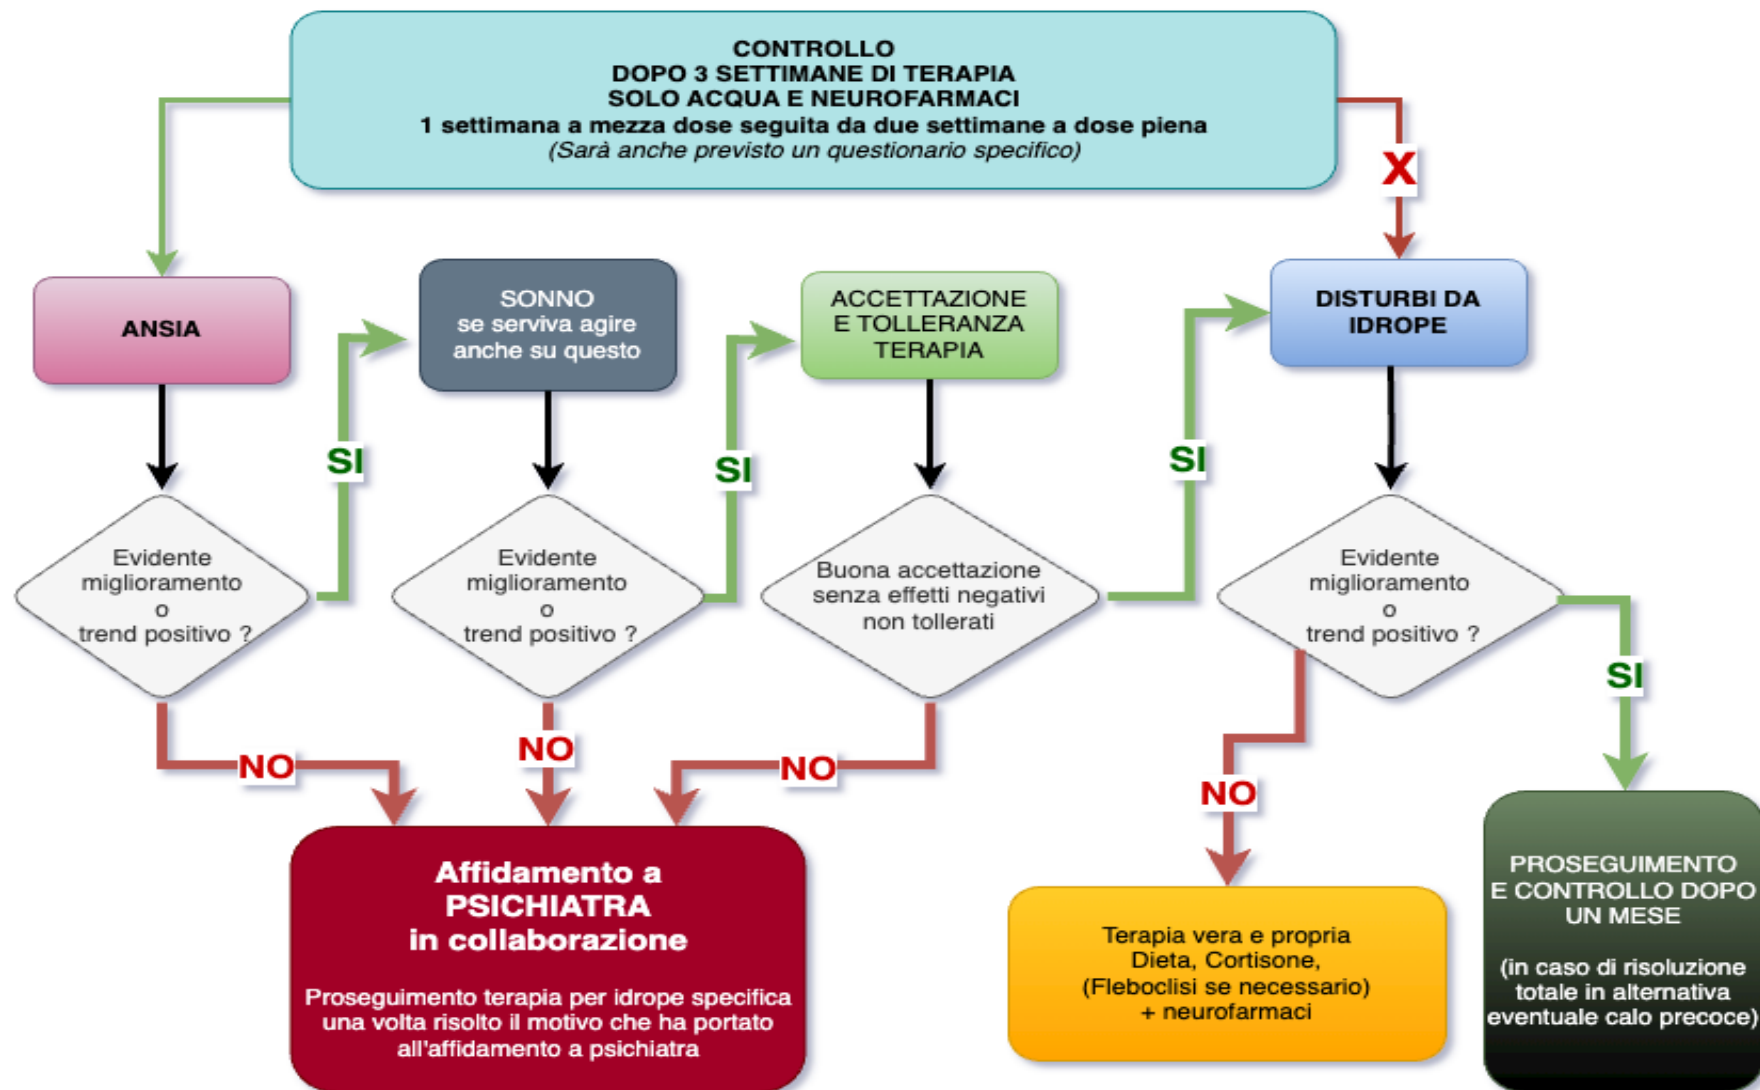 CONTROLLO
DOPO 3 SETTIMANE DI TERAPIA
SOLO ACQUA E NEUROFARMACI
1 settimana a mezza dose seguita da due settimane a dose piena
(Sarà anche previsto un questionario specifico)
X
ANSIA
SONNO
se serviva agire
anche su questo
ACCETTAZIONE
E TOLLERANZA
TERAPIA
DISTURBI DA
IDROPE
SI
SI
SI
Evidente
miglioramento
o
trend positivo ?
Evidente
miglioramento
o
trend positivo ?
Buona accettazione
senza effetti negativi
non tollerati
Evidente
miglioramento
o
trend positivo ?
SI
NO
NO
NO
NO
Affidamento a
PSICHIATRA
in collaborazione
Proseguimento terapia per idrope specifica
una volta risolto il motivo che ha portato
all'affidamento a psichiatra
Terapia vera e propria
Dieta, Cortisone,
(Fleboclisi se necessario)
+ neurofarmaci
PROSEGUIMENTO
E CONTROLLO DOPO
UN MESE
(in caso di risoluzione
totale in alternativa
eventuale calo precoce)